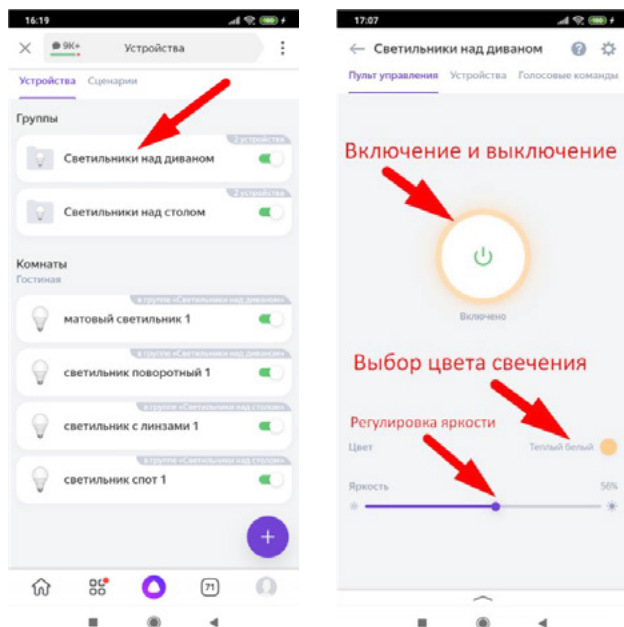 16:19
9K+
Устройства
Устройства Сценарии
Группы
2 устройства
Светильники над диваном
2 устройства
Светильники над столом
Комнаты
Гостиная
в группе «Светильники над диваном»
матовый светильник 1
в группе «Светильники над диваном»
светильник поворотный 1
в группе «Светильники над столом»
светильник с линзами 1
в группе «Светильники над столом»
светильник спот 1
71
17:07
Светильники над диваном
Пульт управления Устройства Голосовые команды
Включение и выключение
Включено
Выбор цвета свечения
Регулировка яркости
Цвет
Теплый белый
Яркость
56%